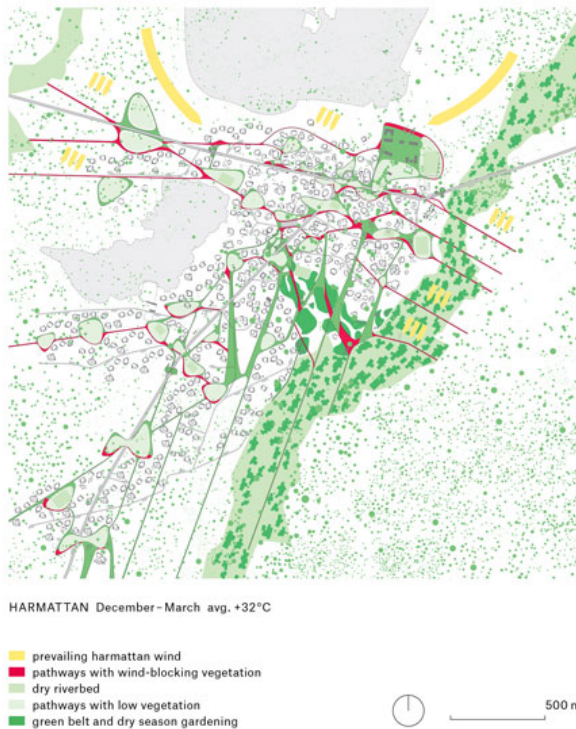 HARMATTAN December–March avg. +32°C
prevailing harmattan wind
pathways with wind-blocking vegetation
dry riverbed
pathways with low vegetation
500 m
green belt and dry season gardening